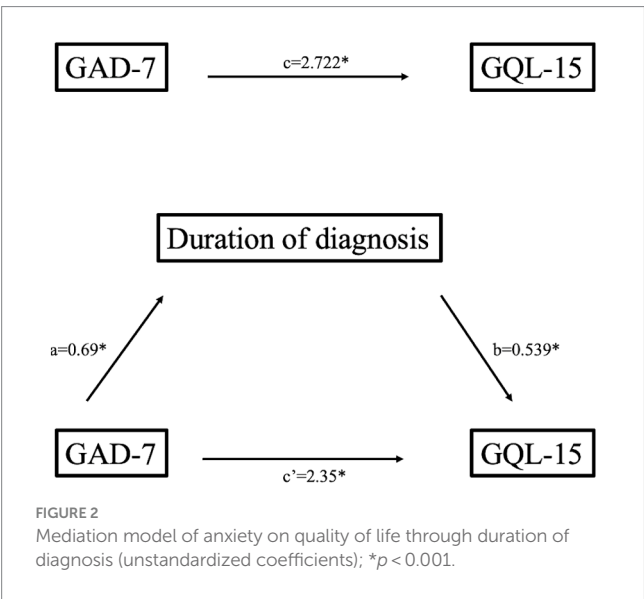 GAD-7
c=2.722*
GQL-15
Duration of diagnosis
a=0.69*
b=0.539*
GAD-7
c’=2.35*
GQL-15
FIGURE 2
Mediation model of anxiety on quality of life through duration of
diagnosis (unstandardized coefficients); *p < 0.001.